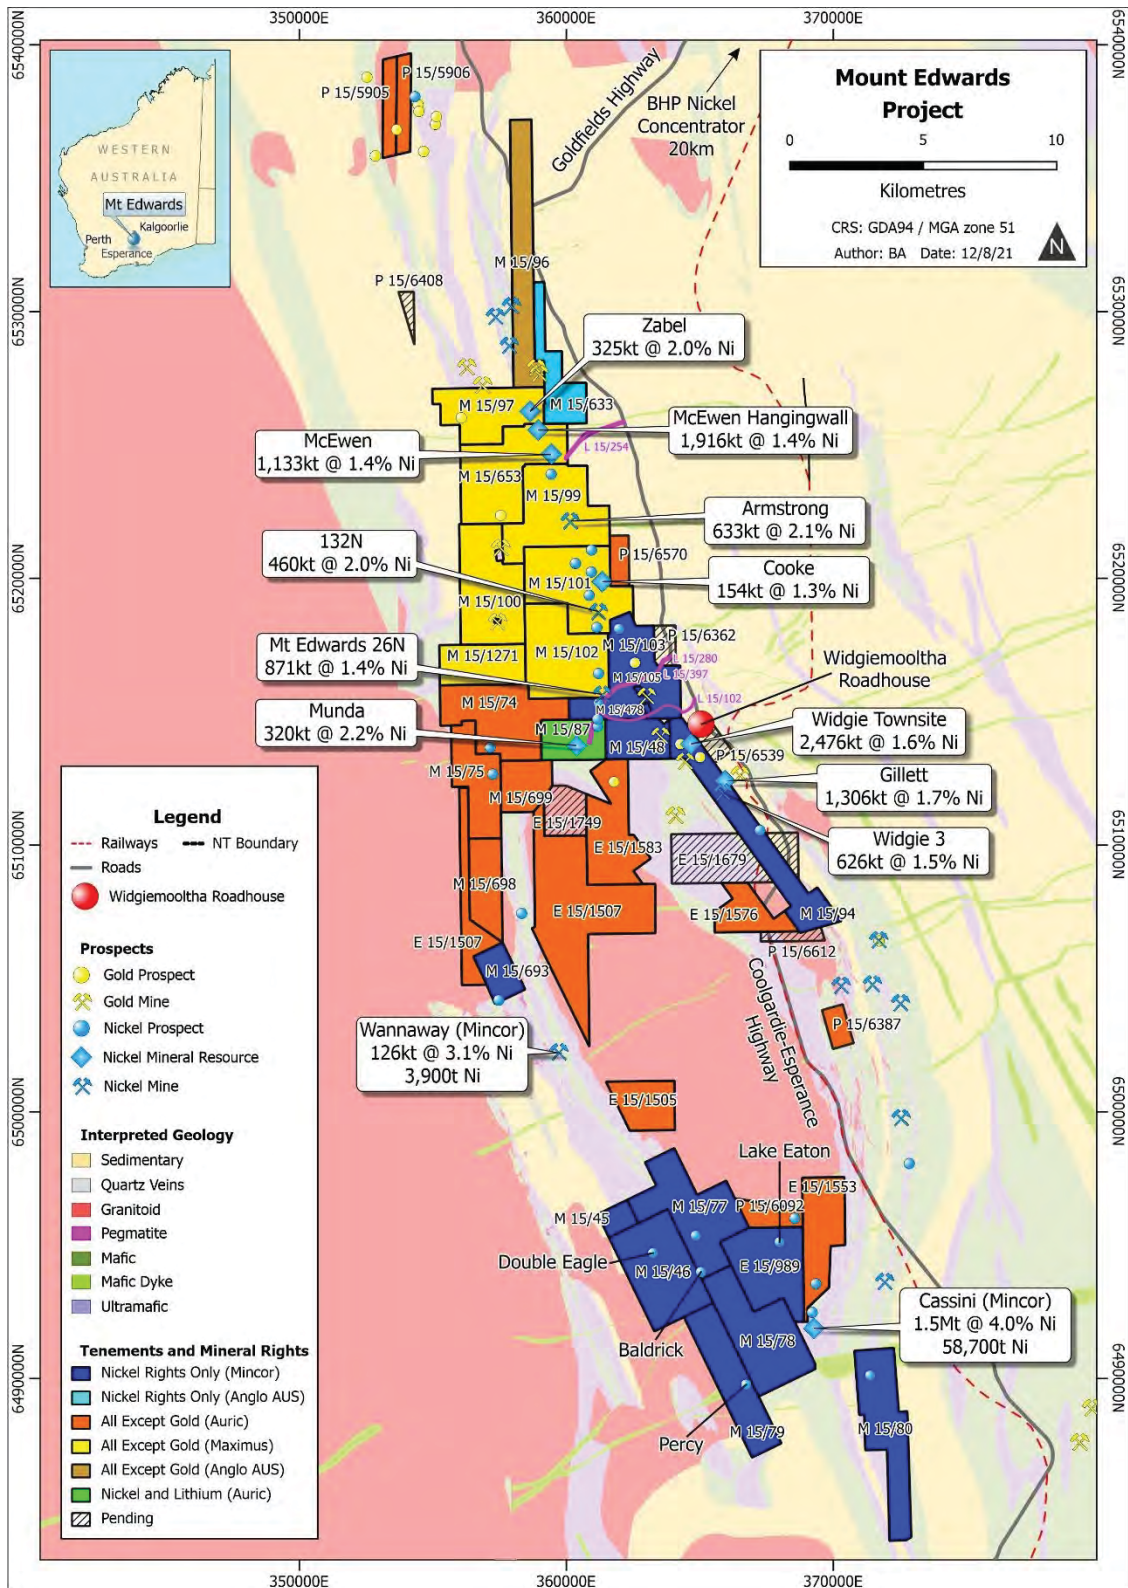 350000E
360000E
370000E
6540000N
6540000N
P 15/5906
P 15/5905
WESTERN
AUSTRALIA
Mt Edwards
Kalgoorlie
Perth
Esperance
Goldfields Highway
BHP Nickel
Concentrator
20km
Mount Edwards
Project
0
5
10
Kilometres
CRS: GDA94 / MGA zone 51
Author: BA Date: 12/8/21
N
M 15/96
P 15/6408
6530000N
6530000N
Zabel
325kt @ 2.0% Ni
M 15/97
M 15/633
McEwen Hangingwall
1,916kt @ 1.4% Ni
McEwen
1,133kt @ 1.4% Ni
L 15/254
M 15/653
M 15/99
Armstrong
633kt @ 2.1% Ni
132N
460kt @ 2.0% Ni
P 15/6570
6520000N
6520000N
Cooke
154kt @ 1.3% Ni
M 15/101
M 15/100
Mt Edwards 26N
871kt @ 1.4% Ni
M 15/1271
M 15/102
M 15/103
P 15/6362
L 15/280
L 15/397
M 15/105
Widgiemooltha
Roadhouse
M 15/74
M 15/478
L 15/102
Munda
320kt @ 2.2% Ni
M 15/87
M 15/48
Widgie Townsite
2,476kt @ 1.6% Ni
P 15/6539
M 15/75
M 15/699
Gillett
1,306kt @ 1.7% Ni
E 15/1749
6510000N
6510000N
E 15/1583
E 15/1679
Widgie 3
626kt @ 1.5% Ni
M 15/698
E 15/1507
E 15/1576
M 15/94
E 15/1507
P 15/6612
M 15/693
Coolgardie-Esperance
Highway
P 15/6387
Wannaway (Mincor)
126kt @ 3.1% Ni
3,900t Ni
6500000N
6500000N
E 15/1505
Lake Eaton
E 15/1553
M 15/77
P 15/6092
M 15/45
Double Eagle
M 15/46
E 15/989
Cassini (Mincor)
1.5Mt @ 4.0% Ni
58,700t Ni
Baldrick
M 15/78
6490000N
6490000N
Percy
M 15/79
M 15/80
Legend
Railways
NT Boundary
Roads
Widgiemooltha Roadhouse
Prospects
Gold Prospect
Gold Mine
Nickel Prospect
Nickel Mineral Resource
Nickel Mine
Interpreted Geology
Sedimentary
Quartz Veins
Granitoid
Pegmatite
Mafic
Mafic Dyke
Ultramafic
Tenements and Mineral Rights
Nickel Rights Only (Mincor)
Nickel Rights Only (Anglo AUS)
All Except Gold (Auric)
All Except Gold (Maximus)
All Except Gold (Anglo AUS)
Nickel and Lithium (Auric)
Pending
350000E
360000E
370000E